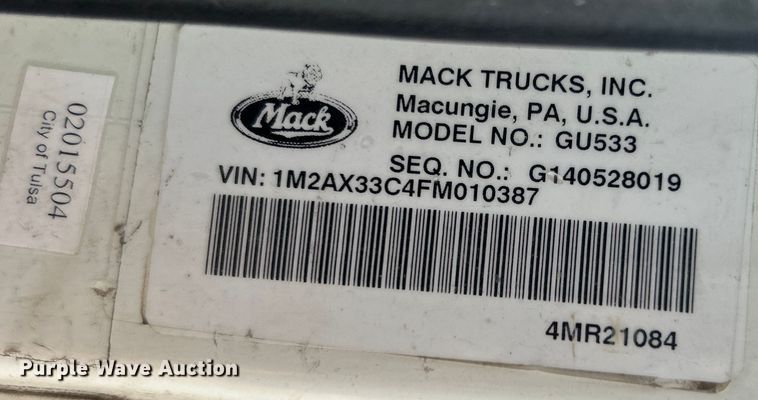 02015504
City of Tulsa
Mack
MACK TRUCKS, INC.
Macungie, PA, U.S.A.
MODEL NO.: GU533
SEQ. NO.: G140528019
VIN: 1M2AX33C4FM010387
4MR21084
Purple Wave Auction